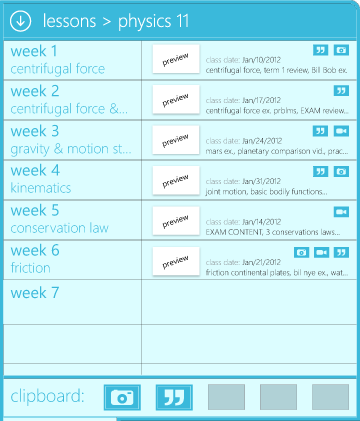 lessons > physics 11
week 1
centrifugal force
preview
class date: Jan/10/2012
centrifugal force, term 1 review, Bill Bob ex.
week 2
centrifugal force &...
preview
class date: Jan/17/2012
centrifugal force ex. prblms, EXAM review...
week 3
gravity & motion st...
preview
class date: Jan/24/2012
mars ex., planetary comparison vid., prac...
week 4
kinematics
preview
class date: Jan/31/2012
joint motion, basic bodily functions...
week 5
conservation law
preview
class date: Jan/14/2012
EXAM CONTENT, 3 conservations laws...
week 6
friction
preview
class date: Jan/21/2012
friction continental plates, bil nye ex., wat...
week 7
clipboard: